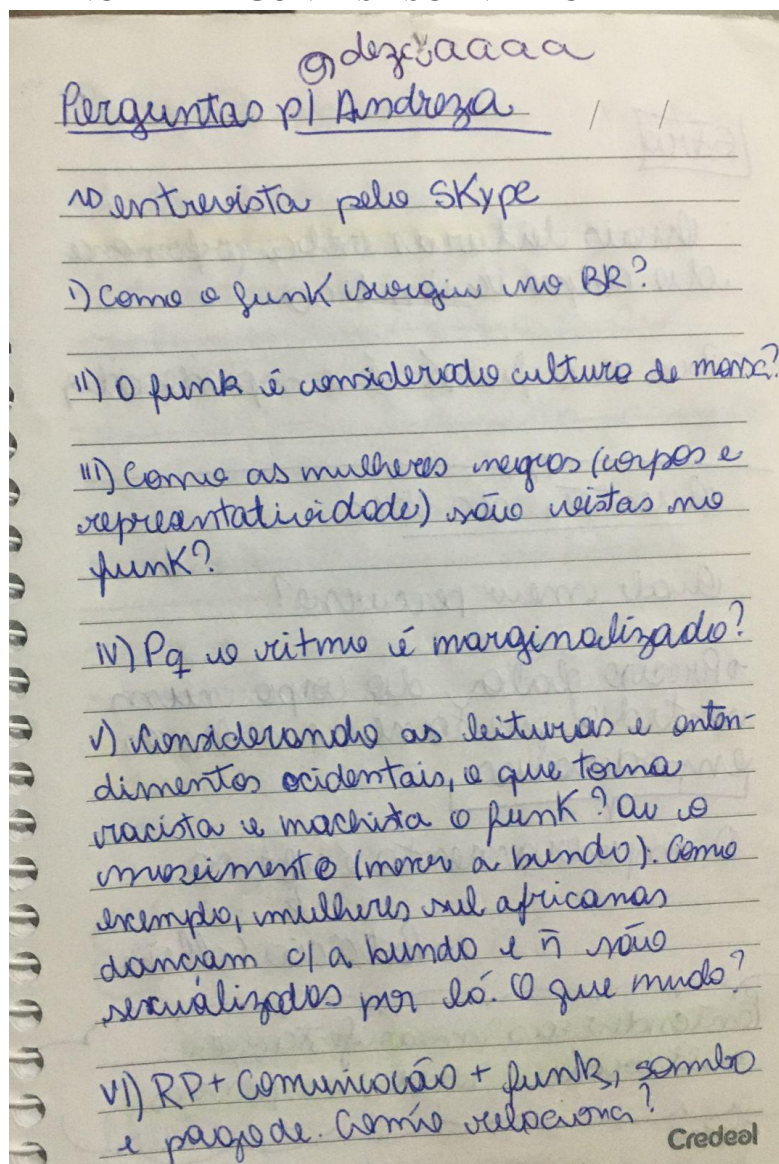 @dezciaaaa
Perguntas p/ Andreza / /
entrevista pelo SKype
I) Como o funk surgiu no BR?
II) O funk é considerado cultura de massa?
III) Como as mulheres negras (corpos e
representatividade) são vistas no
funk?
IV) Pq o ritmo é marginalizado?
V) Considerando as leituras e enten-
dimentos ocidentais, o que torna
racista e machista o funk? Ou o
movimento (mexer a bunda). Como
exemplo, mulheres sul africanas
dançam c/ a bunda e ñ são
sexualizadas por lá. O que muda?
VI) RP + Comunicação + funk, samba
e pagode. Como relaciona?
Credeal